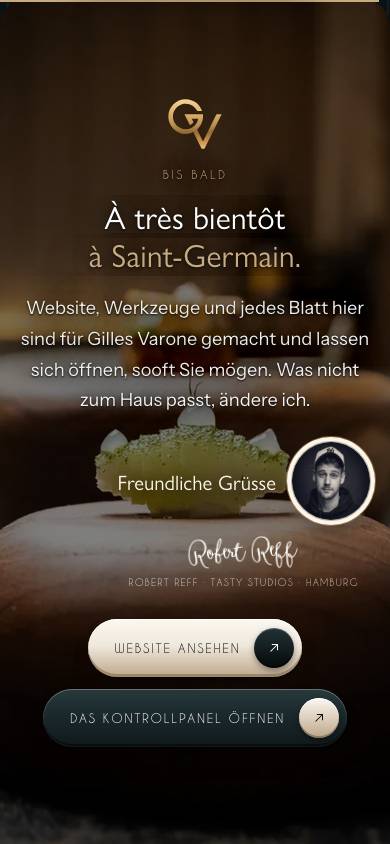 GV
BIS BALD
À très bientôt
à Saint-Germain.
Website, Werkzeuge und jedes Blatt hier
sind für Gilles Varone gemacht und lassen
sich öffnen, sooft Sie mögen. Was nicht
zum Haus passt, ändere ich.
Freundliche Grüsse
Robert Reff
ROBERT REFF · TASTY STUDIOS · HAMBURG
WEBSITE ANSEHEN
DAS KONTROLLPANEL ÖFFNEN